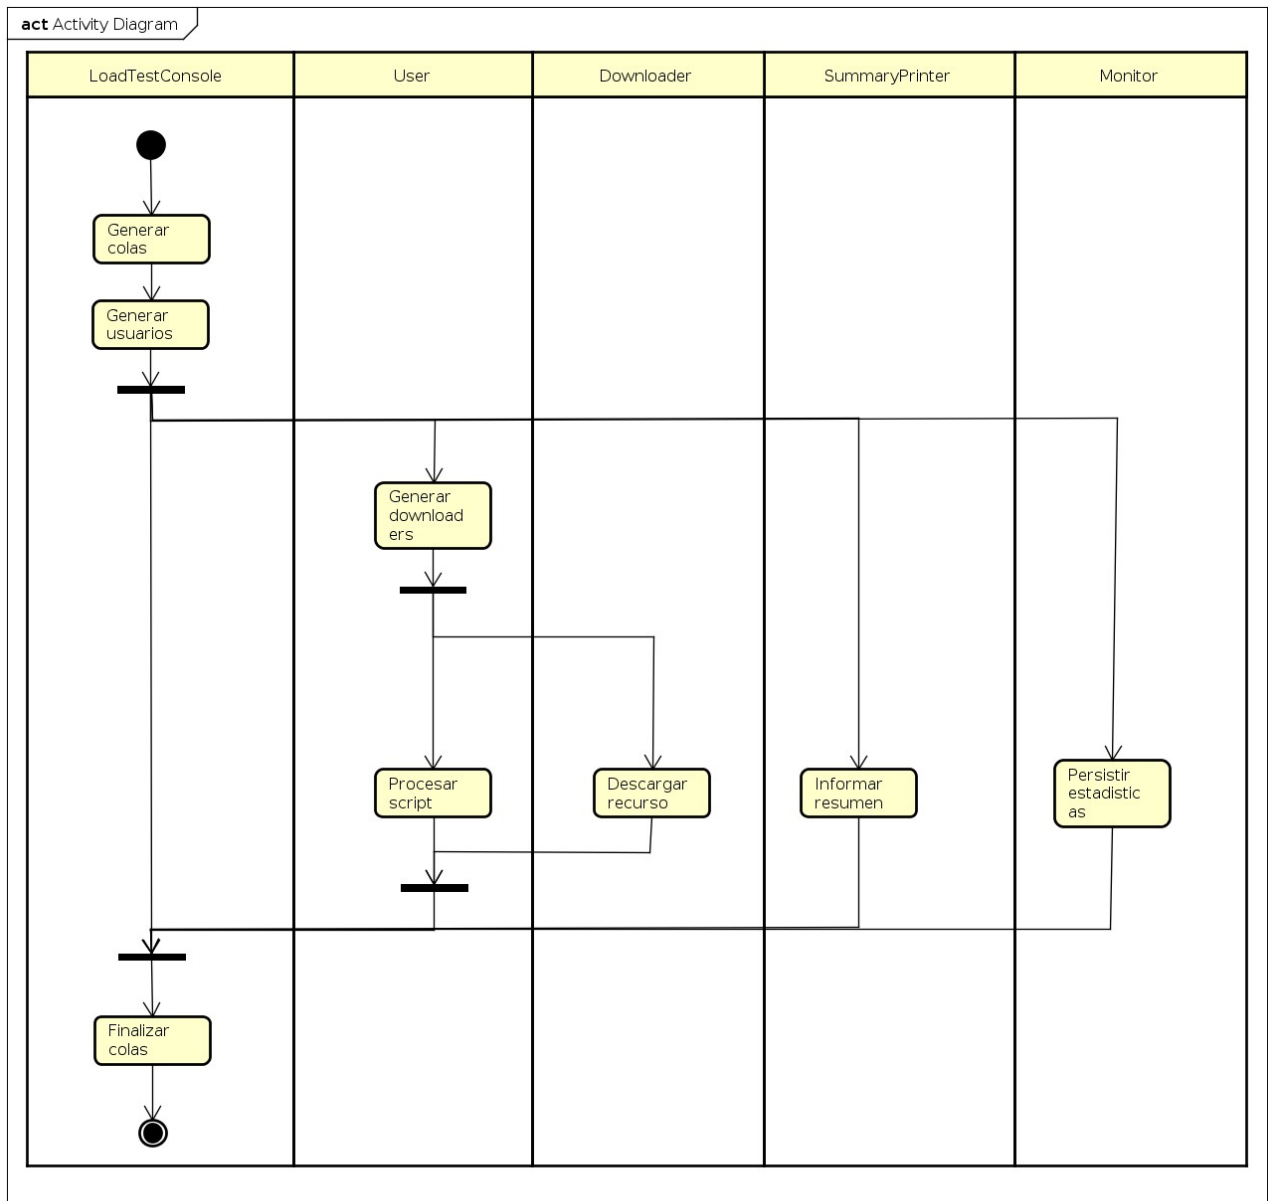 act Activity Diagram
LoadTestConsole
User
Downloader
SummaryPrinter
Monitor
Generar
colas
Generar
usuarios
Generar
download
ers
Procesar
script
Descargar
recurso
Informar
resumen
Persistir
estadistic
as
Finalizar
colas